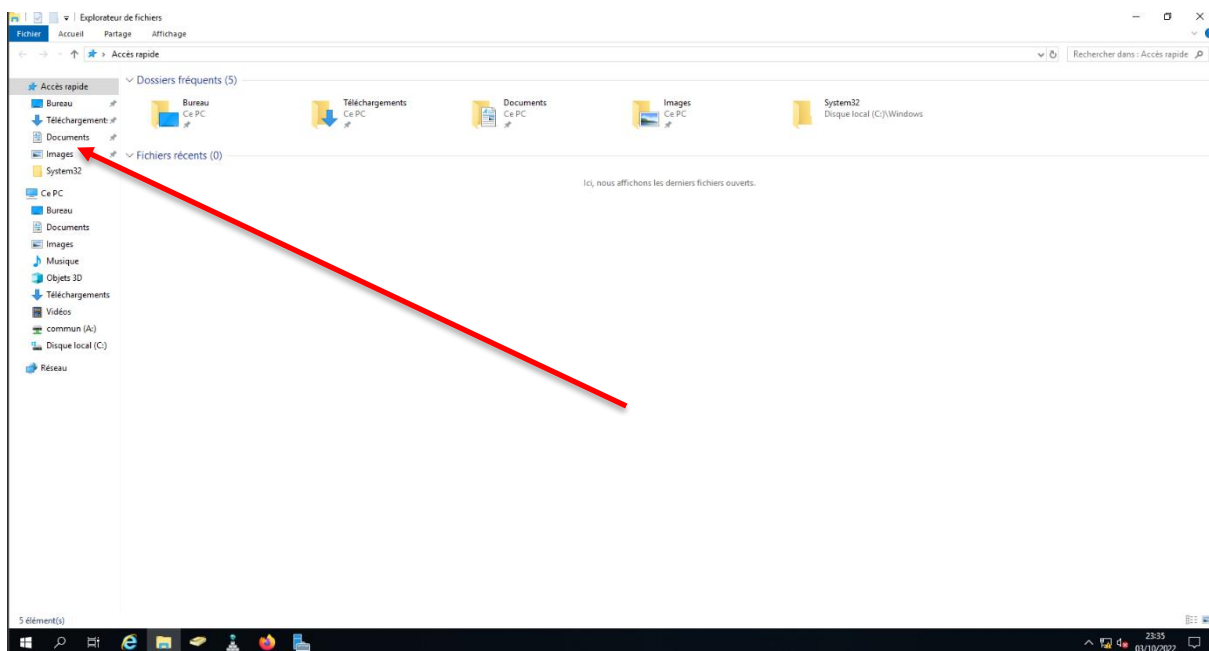 Explorateur de fichiers
Fichier Accueil Partage Affichage
Accès rapide
Rechercher dans : Accès rapide
Accès rapide
Bureau
Téléchargement
Documents
Images
System32
Ce PC
Bureau
Documents
Images
Musique
Objets 3D
Téléchargements
Vidéos
commun (A:)
Disque local (C:)
Réseau
Dossiers fréquents (5)
Bureau
Ce PC
Téléchargements
Ce PC
Documents
Ce PC
Images
Ce PC
System32
Disque local (C:)\Windows
Fichiers récents (0)
Ici, nous affichons les derniers fichiers ouverts.
5 élément(s)
23:35
03/10/2022